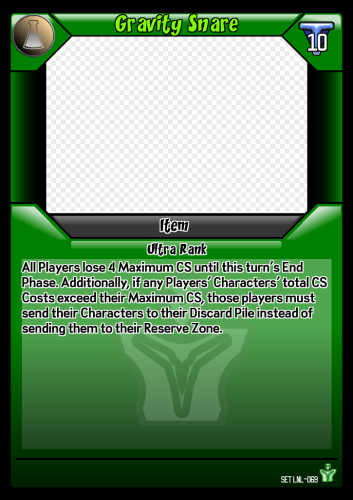 Gravity Snare
10
Item
Ultra Rank
All Players lose 4 Maximum CS until this turn's End
Phase. Additionally, if any Players' Characters' total CS
Costs exceed their Maximum CS, those players must
send their Characters to their Discard Pile instead of
sending them to their Reserve Zone.
SET LNL-069